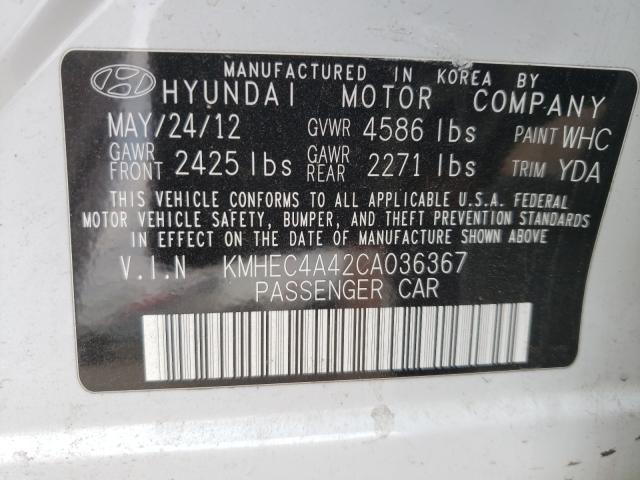 MANUFACTURED IN KOREA BY
HYUNDAI MOTOR COMPANY
MAY/24/12 GVWR 4586 lbs PAINT WHC
GAWR FRONT 2425 lbs GAWR REAR 2271 lbs TRIM YDA
THIS VEHICLE CONFORMS TO ALL APPLICABLE U.S.A. FEDERAL
MOTOR VEHICLE SAFETY, BUMPER, AND THEFT PREVENTION STANDARDS
IN EFFECT ON THE DATE OF MANUFACTURE SHOWN ABOVE
V.I.N KMHEC4A42CA036367
PASSENGER CAR